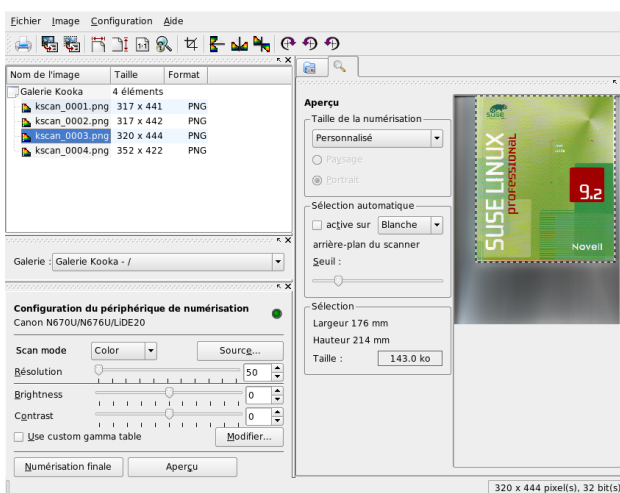 Fichier Image Configuration Aide
Nom de l'image Taille Format
Galerie Kooka 4 éléments
kscan_0001.png 317 x 441 PNG
kscan_0002.png 317 x 442 PNG
kscan_0003.png 320 x 444 PNG
kscan_0004.png 352 x 422 PNG
Galerie : Galerie Kooka - /
Configuration du périphérique de numérisation
Canon N670U/N676U/LiDE20
Scan mode Color Source...
Résolution 50
Brightness 0
Contrast 0
Use custom gamma table Modifier...
Numérisation finale Aperçu
Aperçu
Taille de la numérisation
Personnalisé
Paysage
Portrait
Sélection automatique
active sur Blanche
arrière-plan du scanner
Seuil :
Sélection
Largeur 176 mm
Hauteur 214 mm
Taille : 143.0 ko
SUSE
SUSE LINUX
PROFESSIONAL
9.2
Novell
320 x 444 pixel(s), 32 bit(s)